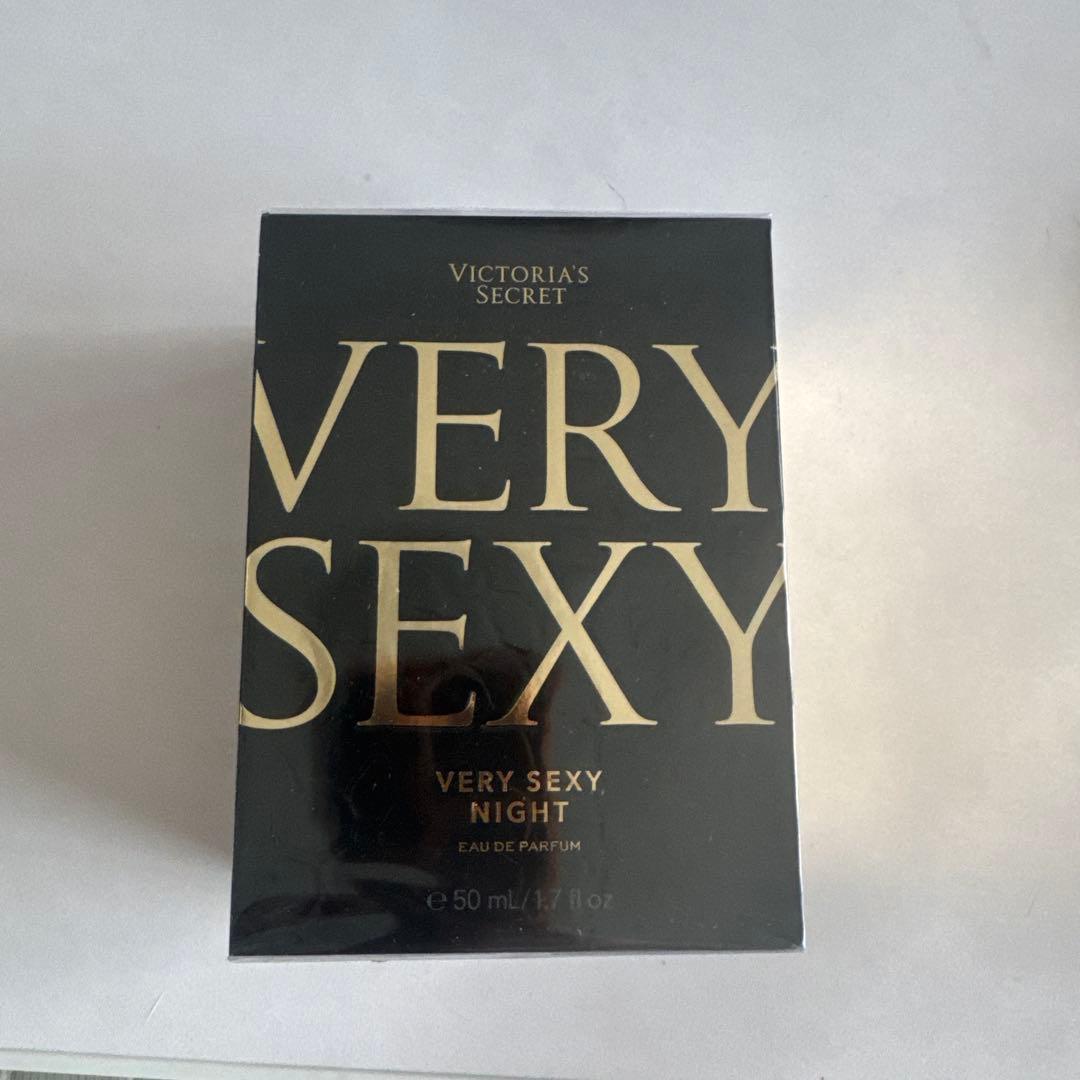 VICTORIA'S
SECRET
VERY
SEXY
VERY SEXY
NIGHT
EAU DE PARFUM
℮ 50 mL/1.7 fl oz